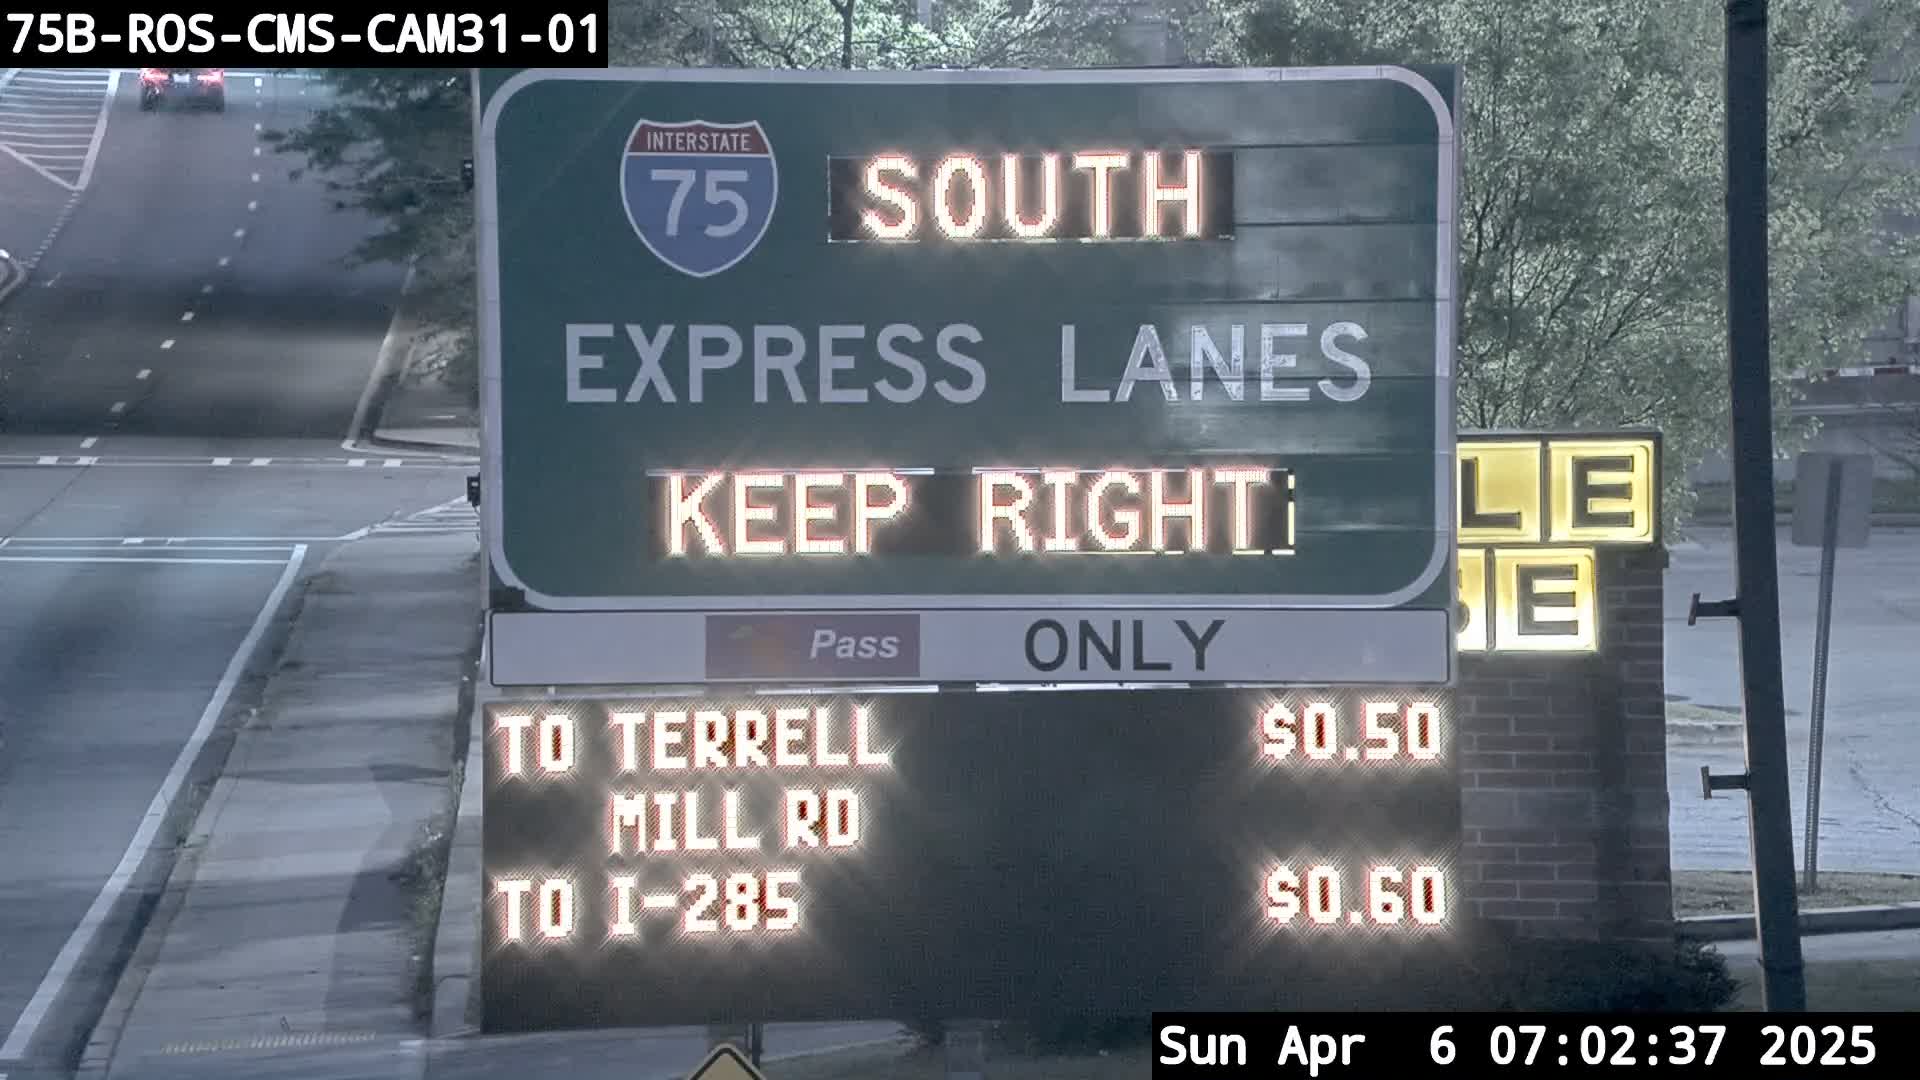 75B-ROS-CMS-CAM31-01
INTERSTATE
75
SOUTH
EXPRESS LANES
KEEP RIGHT
Pass ONLY
TO TERRELL $0.50
MILL RD
TO I-285 $0.60
LE
E
Sun Apr 6 07:02:37 2025